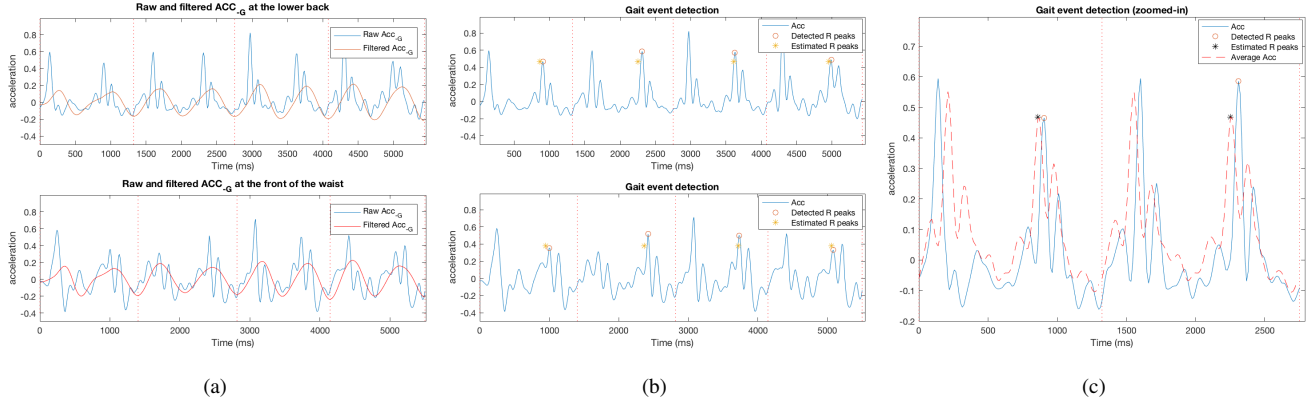 Raw and filtered ACC-G at the lower back
acceleration
0.8
0.6
0.4
0.2
0
-0.2
-0.4
Raw Acc-G
Filtered Acc-G
0 500 1000 1500 2000 2500 3000 3500 4000 4500 5000
Time (ms)
Raw and filtered ACC-G at the front of the waist
acceleration
0.8
0.6
0.4
0.2
0
-0.2
-0.4
Raw Acc-G
Filtered Acc-G
0 1000 2000 3000 4000 5000
Time (ms)
(a)
Gait event detection
acceleration
0.8
0.6
0.4
0.2
0
-0.2
-0.4
Acc
Detected R peaks
Estimated R peaks
500 1000 1500 2000 2500 3000 3500 4000 4500 5000
Time (ms)
Gait event detection
acceleration
0.8
0.6
0.4
0.2
0
-0.2
-0.4
Acc
Detected R peaks
Estimated R peaks
1000 2000 3000 4000 5000
Time (ms)
(b)
Gait event detection (zoomed-in)
acceleration
0.7
0.6
0.5
0.4
0.3
0.2
0.1
0
-0.1
-0.2
Acc
Detected R peaks
Estimated R peaks
Average Acc
0 500 1000 1500 2000 2500
Time (ms)
(c)